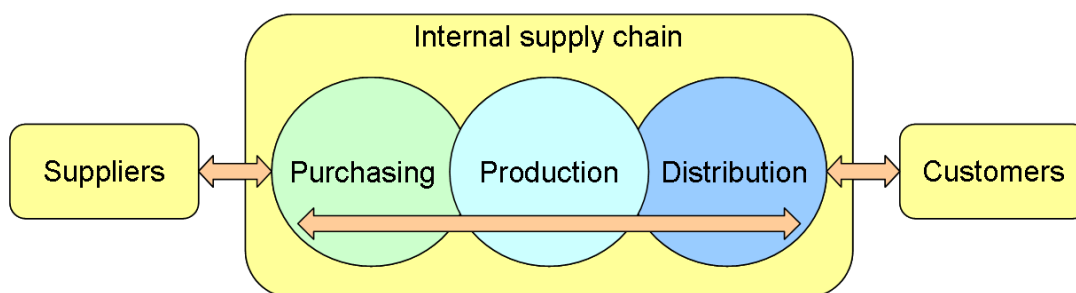 Internal supply chain
Suppliers
Purchasing
Production
Distribution
Customers